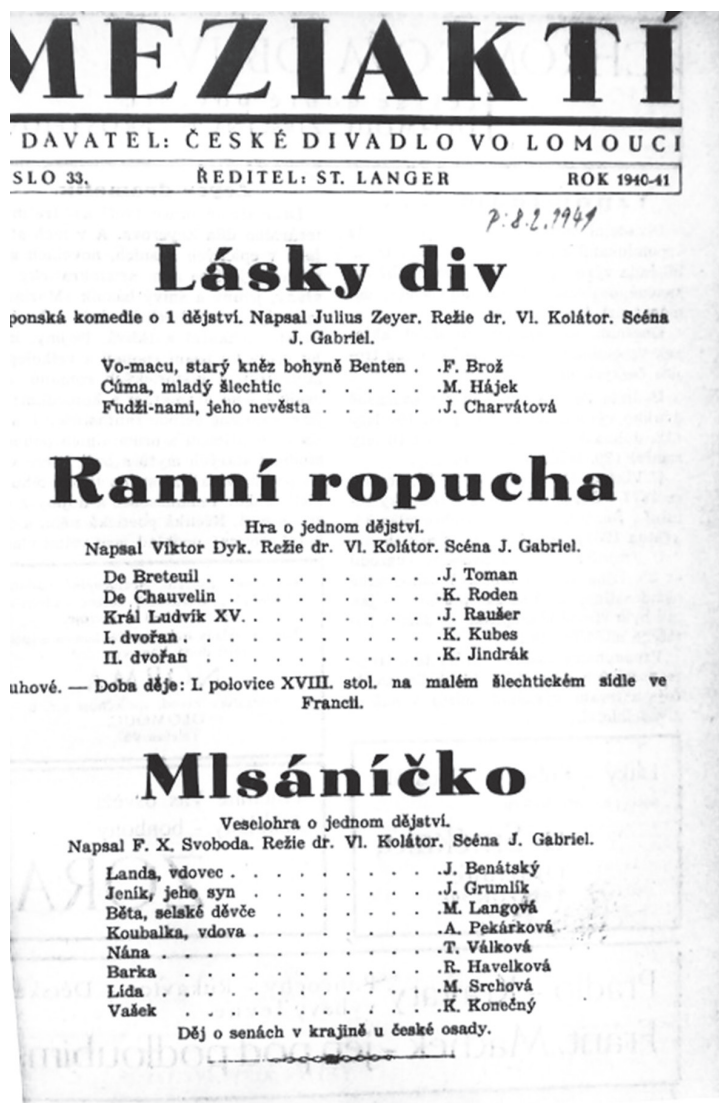 MEZIAKTÍ
DAVATEL: ČESKÉ DIVADLO VO LOMOUCI
SLO 33, ŘEDITEL: ST. LANGER ROK 1940-41
P: 8.2.1941
Lásky div
ponská komedie o 1 dějství. Napsal Julius Zeyer. Režie dr. Vl. Kolátor. Scéna
J. Gabriel.
Vo-macu, starý kněz bohyně Benten . . F. Brož
Cúma, mladý šlechtic . . . . . . . M. Hájek
Fudži-nami, jeho nevěsta . . . . . . J. Charvátová
Ranní ropucha
Hra o jednom dějství.
Napsal Viktor Dyk. Režie dr. Vl. Kolátor. Scéna J. Gabriel.
De Breteuil . . . . . . . . . . . J. Toman
De Chauvelin . . . . . . . . . . K. Roden
Král Ludvík XV. . . . . . . . . . J. Raušer
I. dvořan . . . . . . . . . . . . K. Kubes
II. dvořan . . . . . . . . . . . K. Jindrák
uhové. — Doba děje: I. polovice XVIII. stol. na malém šlechtickém sídle ve
Francii.
Mlsáníčko
Veselohra o jednom dějství.
Napsal F. X. Svoboda. Režie dr. Vl. Kolátor. Scéna J. Gabriel.
Landa, vdovec . . . . . . . . . . J. Benátský
Jeník, jeho syn . . . . . . . . . J. Grumlík
Běta, selské děvče . . . . . . . . M. Langová
Koubalka, vdova . . . . . . . . . A. Pekárková
Nána . . . . . . . . . . . . . T. Válková
Barka . . . . . . . . . . . . . R. Havelková
Lída . . . . . . . . . . . . . M. Srchová
Vašek . . . . . . . . . . . . . K. Konečný
Děj o senách v krajině u české osady.